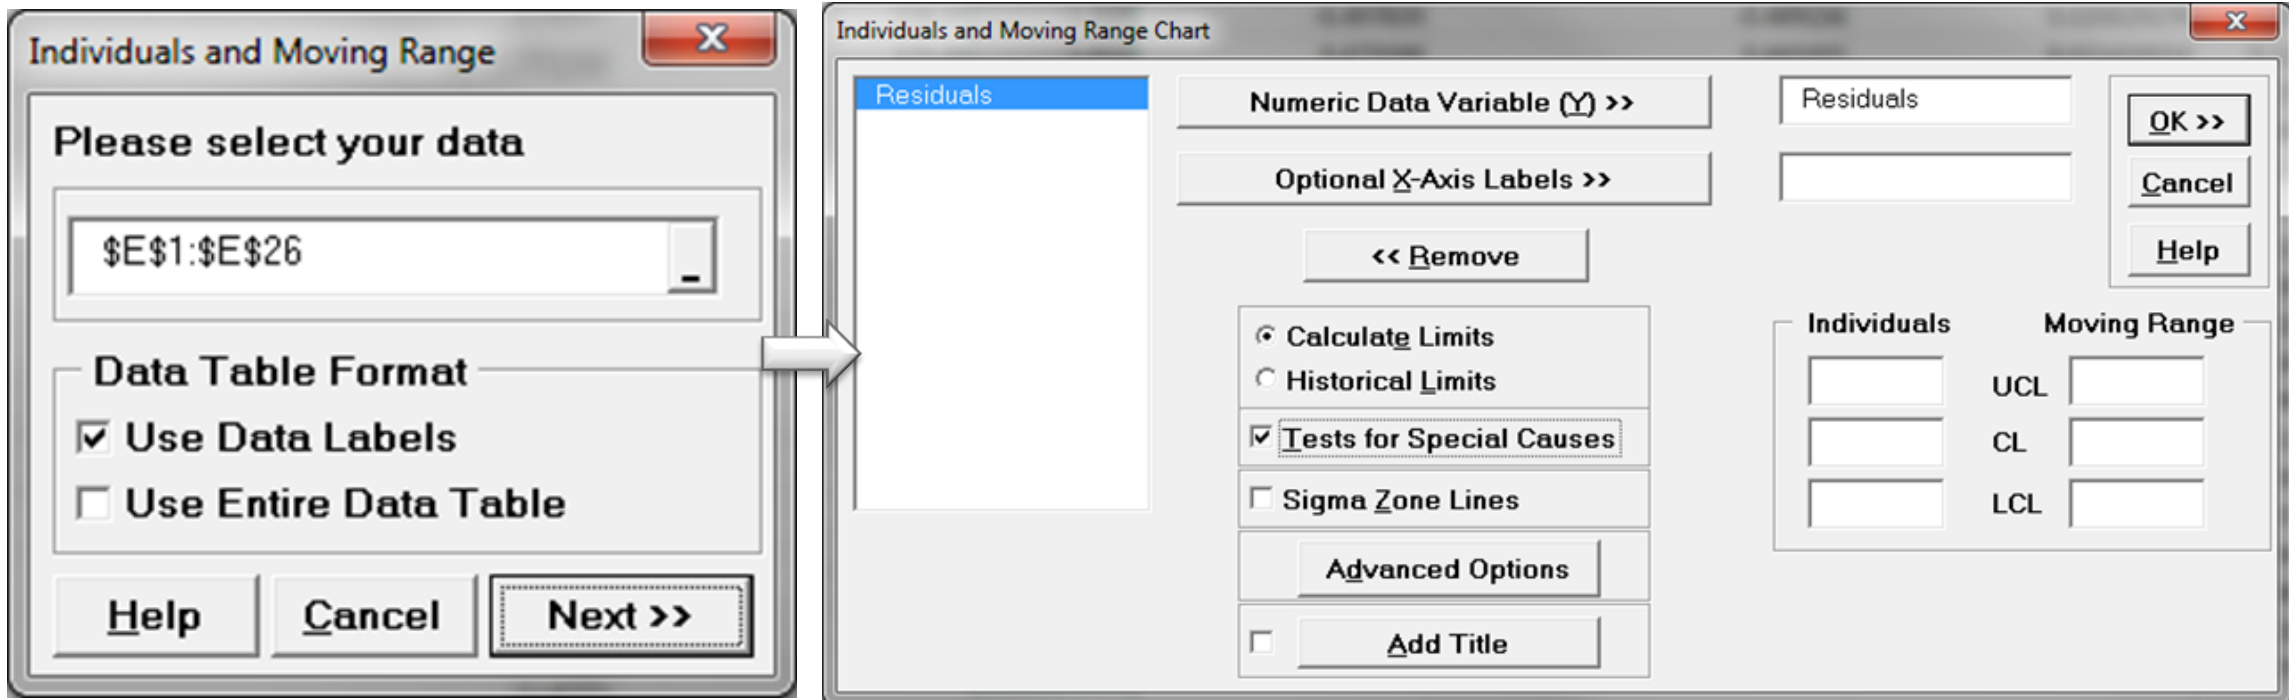 Individuals and Moving Range
Please select your data
$E$1:$E$26
Data Table Format
Use Data Labels
Use Entire Data Table
Help
Cancel
Next >>
Individuals and Moving Range Chart
Residuals
Numeric Data Variable (Y) >>
Residuals
Optional X-Axis Labels >>
<< Remove
OK >>
Cancel
Help
Calculate Limits
Historical Limits
Tests for Special Causes
Sigma Zone Lines
Advanced Options
Add Title
Individuals Moving Range
UCL
CL
LCL